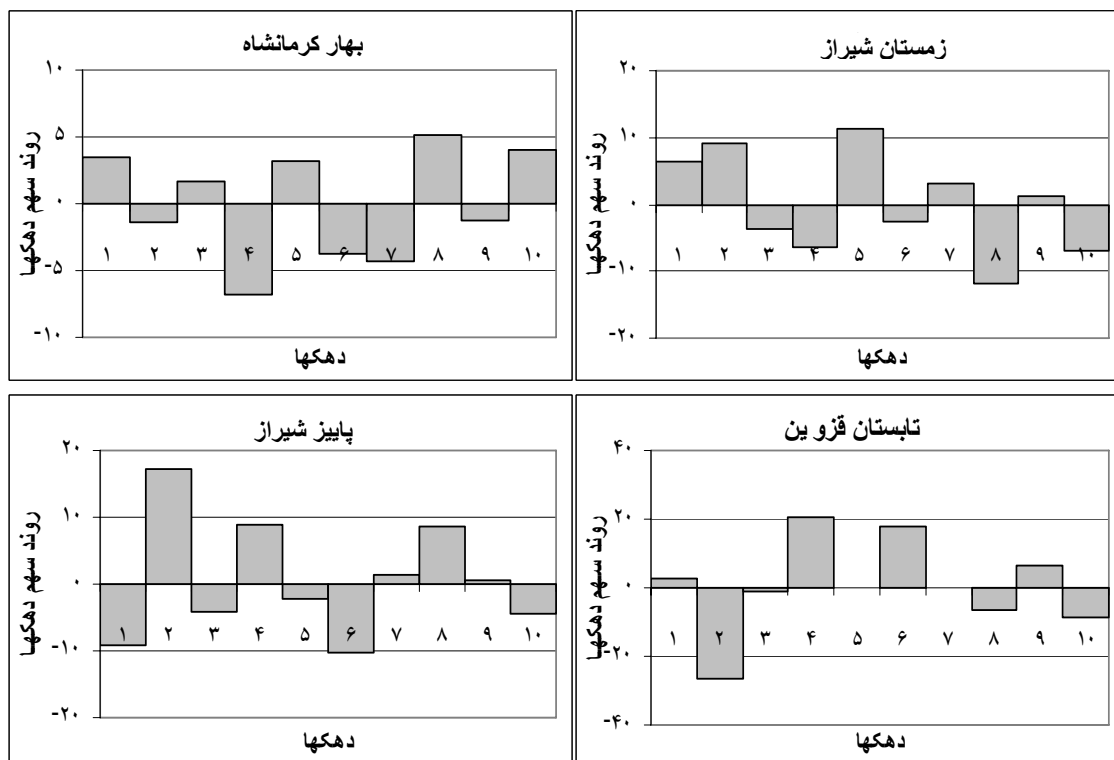 بهار کرمانشاه
۱۰
۵
۰
-۵
-۱۰
روند سهم دهکها
۱ ۲ ۳ ۴ ۵ ۶ ۷ ۸ ۹ ۱۰
دهکها
زمستان شیراز
۲۰
۱۰
۰
-۱۰
-۲۰
روند سهم دهکها
۱ ۲ ۳ ۴ ۵ ۶ ۷ ۸ ۹ ۱۰
دهکها
پاییز شیراز
۲۰
۱۰
۰
-۱۰
-۲۰
روند سهم دهکها
۱ ۲ ۳ ۴ ۵ ۶ ۷ ۸ ۹ ۱۰
دهکها
تابستان قزو ین
۴۰
۲۰
۰
-۲۰
-۴۰
روند سهم دهکها
۱ ۲ ۳ ۴ ۵ ۶ ۷ ۸ ۹ ۱۰
دهکها